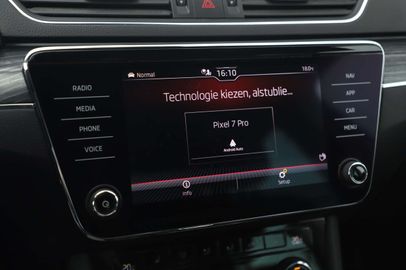 RADIO
MEDIA
PHONE
VOICE
Normal
16:10
Technologie kiezen, alstublie...
Pixel 7 Pro
Android Auto
Info
Setup
NAV
APP
CAR
MENU